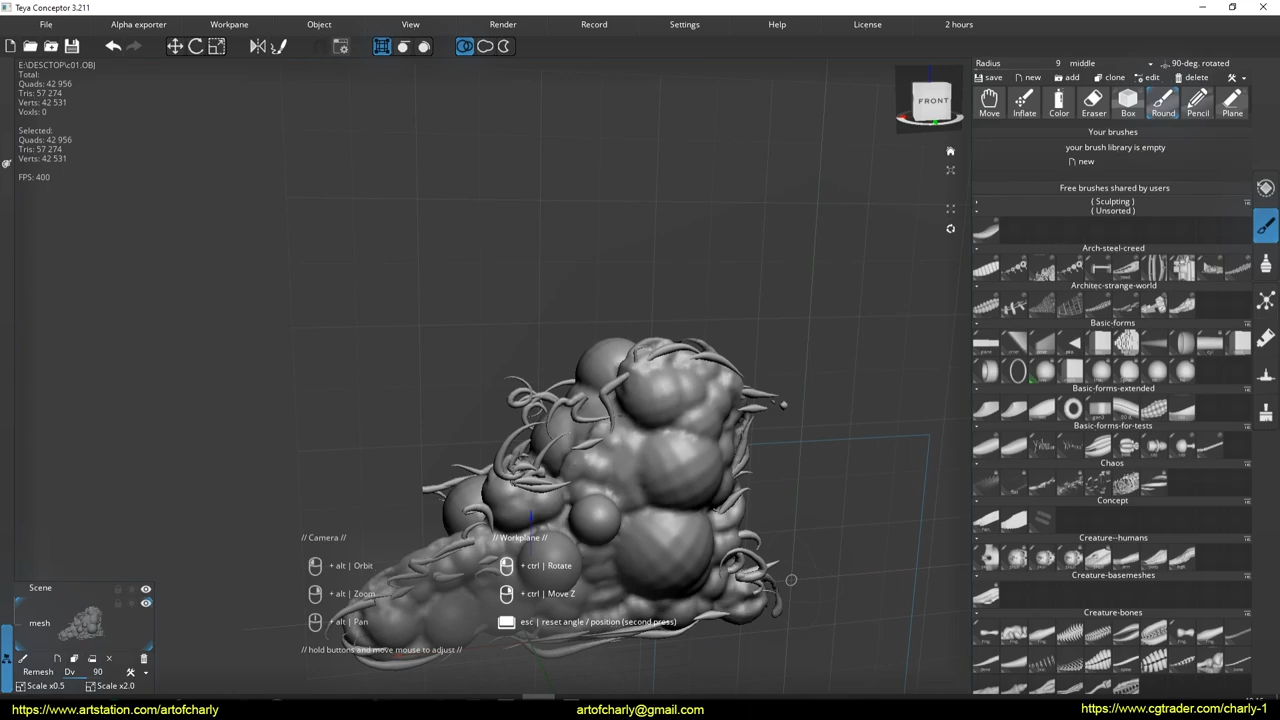 Teya Conceptor 3.211
File Alpha exporter Workpane Object View Render Record Settings Help License 2 hours
E:\DESCTOP\c01.OBJ
Total:
Quads: 42 956
Tris: 57 274
Verts: 42 531
Voxls: 0
Selected:
Quads: 42 956
Tris: 57 274
Verts: 42 531
FPS: 400
FRONT
Radius 9 middle 90-deg. rotated
save new add clone edit delete
Move Inflate Color Eraser Box Round Pencil Plane
Your brushes
your brush library is empty
new
Free brushes shared by users
( Sculpting )
( Unsorted )
Arch-steel-creed
Architec-strange-world
Basic-forms
Basic-forms-extended
Basic-forms-for-tests
Chaos
Concept
Creature--humans
Creature-basemeshes
Creature-bones
// Camera // // Workplane //
+ alt | Orbit + ctrl | Rotate
+ alt | Zoom + ctrl | Move Z
+ alt | Pan esc | reset angle / position (second press)
// hold buttons and move mouse to adjust //
Scene
mesh
Remesh Dv 90
Scale x0.5 Scale x2.0
https://www.artstation.com/artofcharly artofcharly@gmail.com https://www.cgtrader.com/charly-1